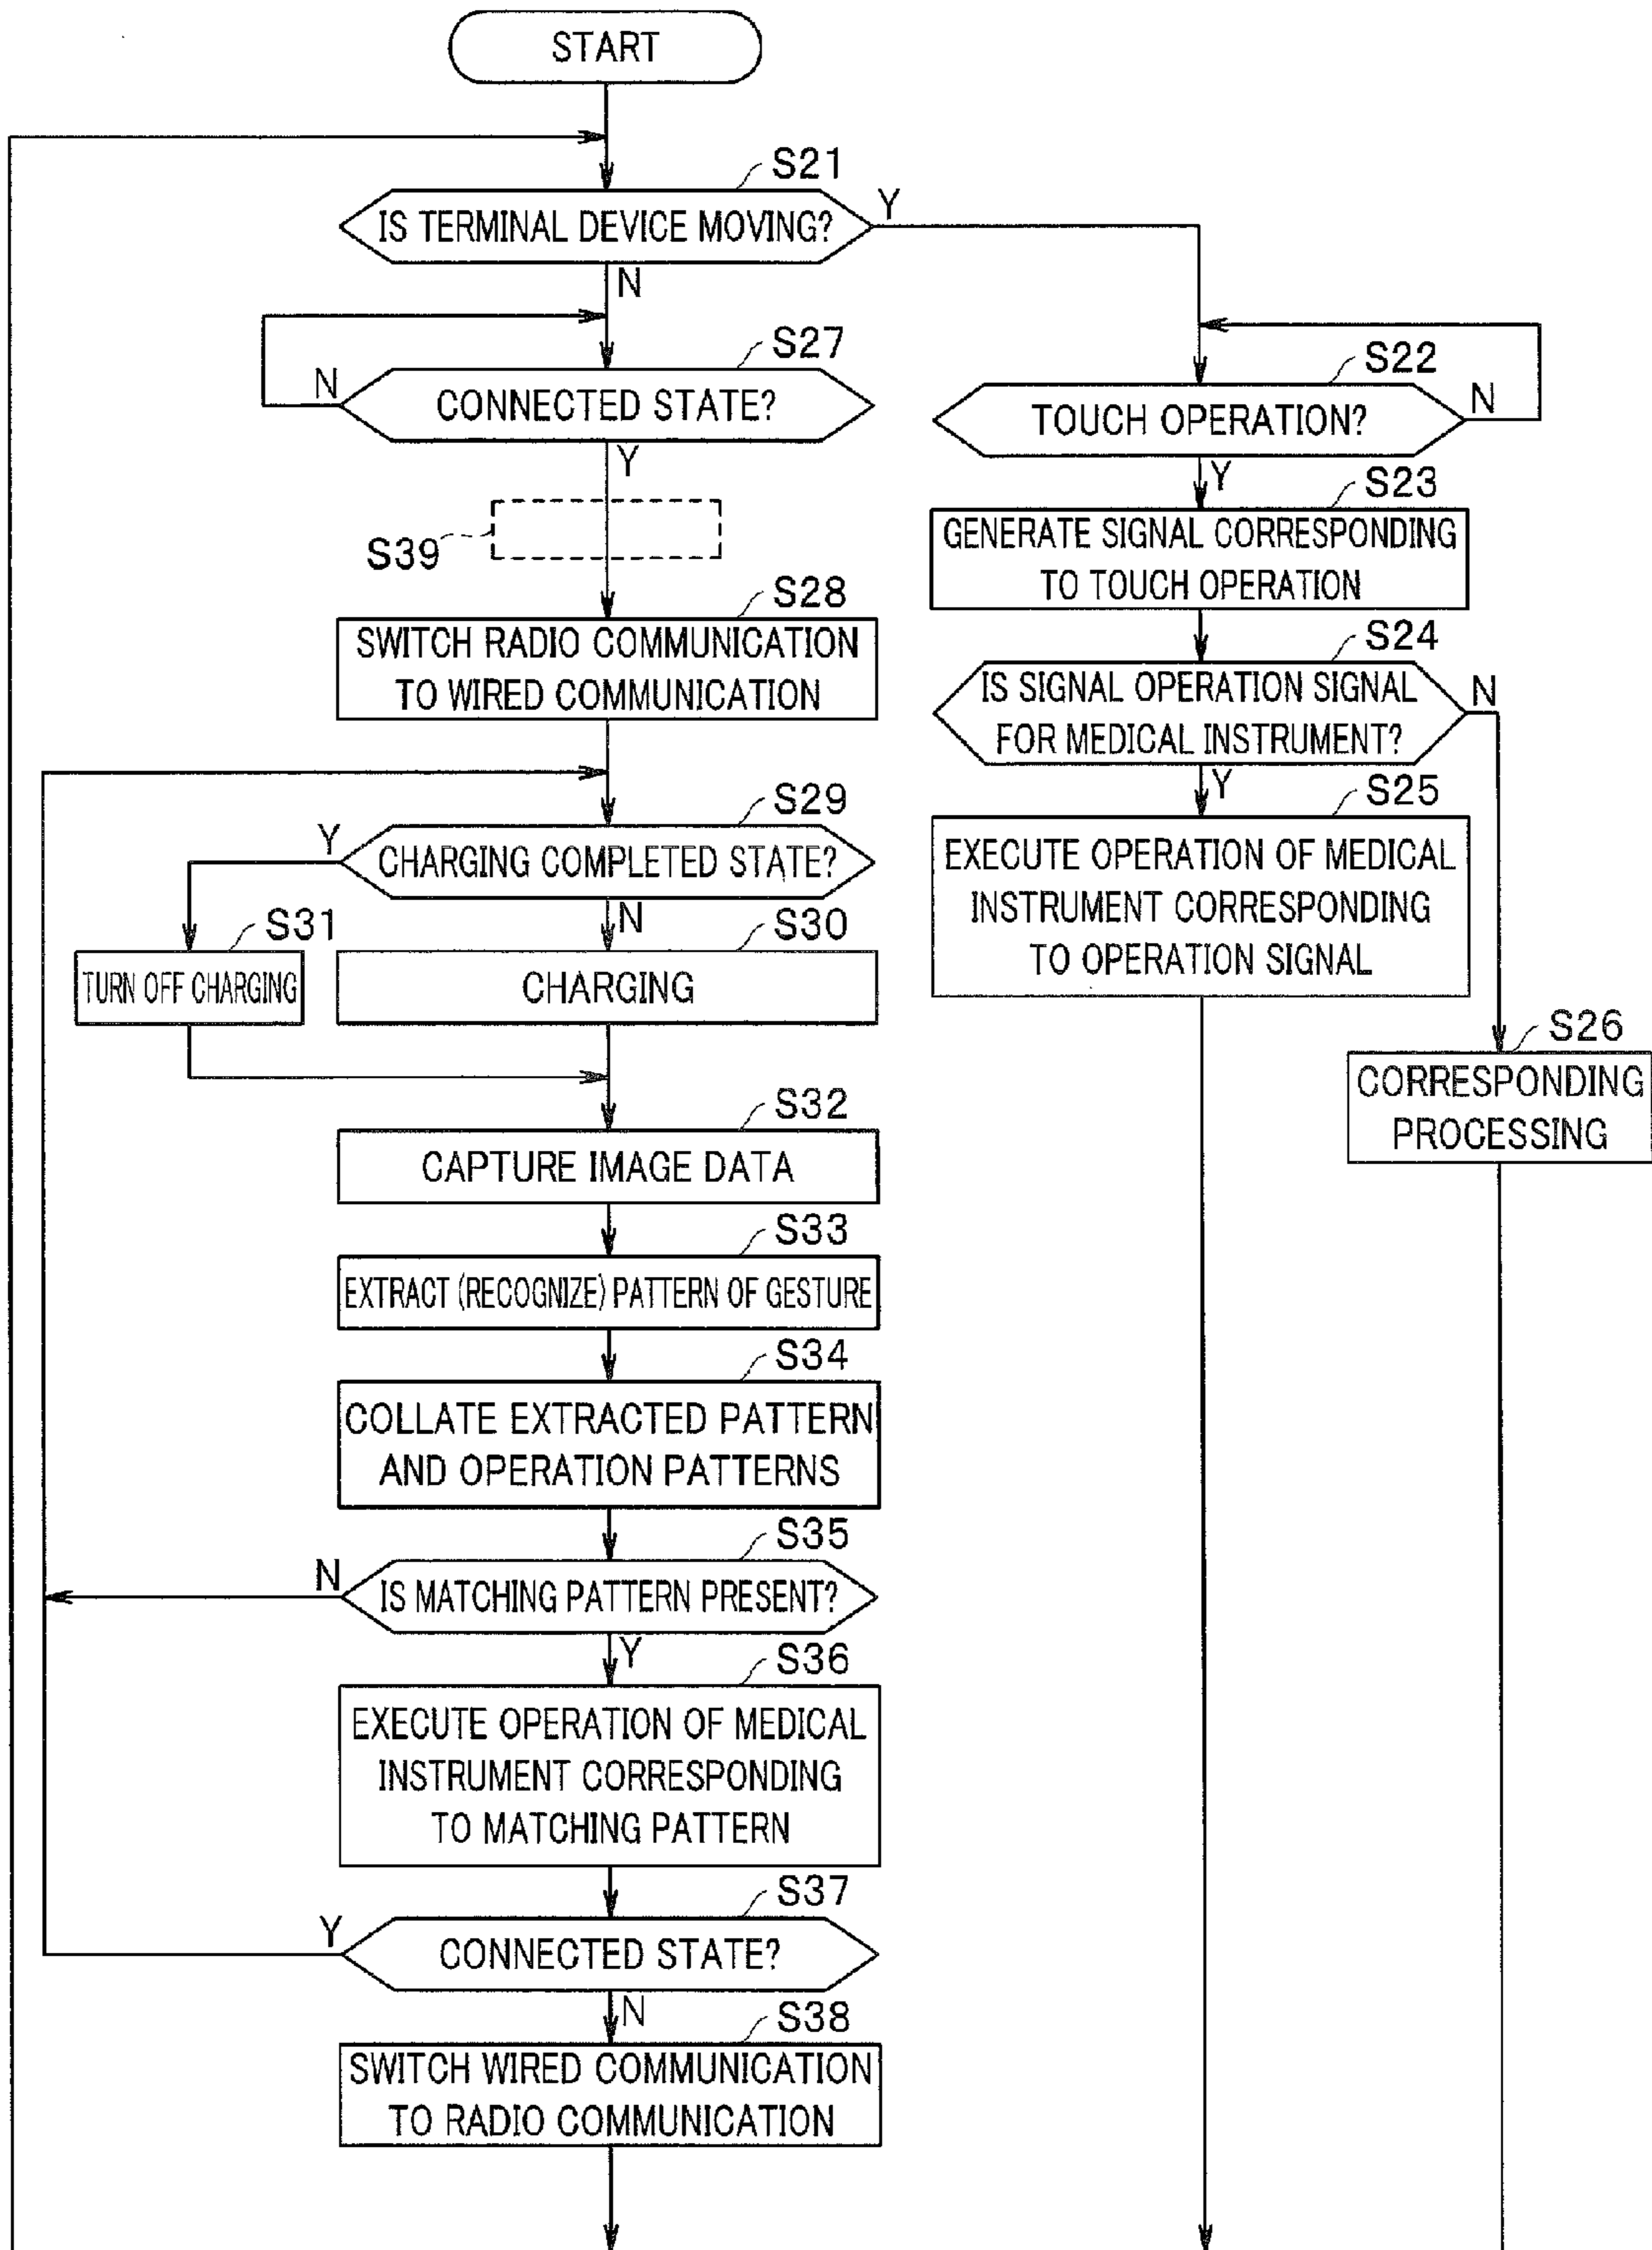 START
S21
IS TERMINAL DEVICE MOVING?
Y
N
S27
CONNECTED STATE?
N
Y
S39
S28
SWITCH RADIO COMMUNICATION
TO WIRED COMMUNICATION
S29
CHARGING COMPLETED STATE?
Y
N
S31
TURN OFF CHARGING
S30
CHARGING
S32
CAPTURE IMAGE DATA
S33
EXTRACT (RECOGNIZE) PATTERN OF GESTURE
S34
COLLATE EXTRACTED PATTERN
AND OPERATION PATTERNS
S35
IS MATCHING PATTERN PRESENT?
N
Y
S36
EXECUTE OPERATION OF MEDICAL
INSTRUMENT CORRESPONDING
TO MATCHING PATTERN
S37
CONNECTED STATE?
Y
N
S38
SWITCH WIRED COMMUNICATION
TO RADIO COMMUNICATION
S22
TOUCH OPERATION?
N
Y
S23
GENERATE SIGNAL CORRESPONDING
TO TOUCH OPERATION
S24
IS SIGNAL OPERATION SIGNAL
FOR MEDICAL INSTRUMENT?
N
Y
S25
EXECUTE OPERATION OF MEDICAL
INSTRUMENT CORRESPONDING
TO OPERATION SIGNAL
S26
CORRESPONDING
PROCESSING